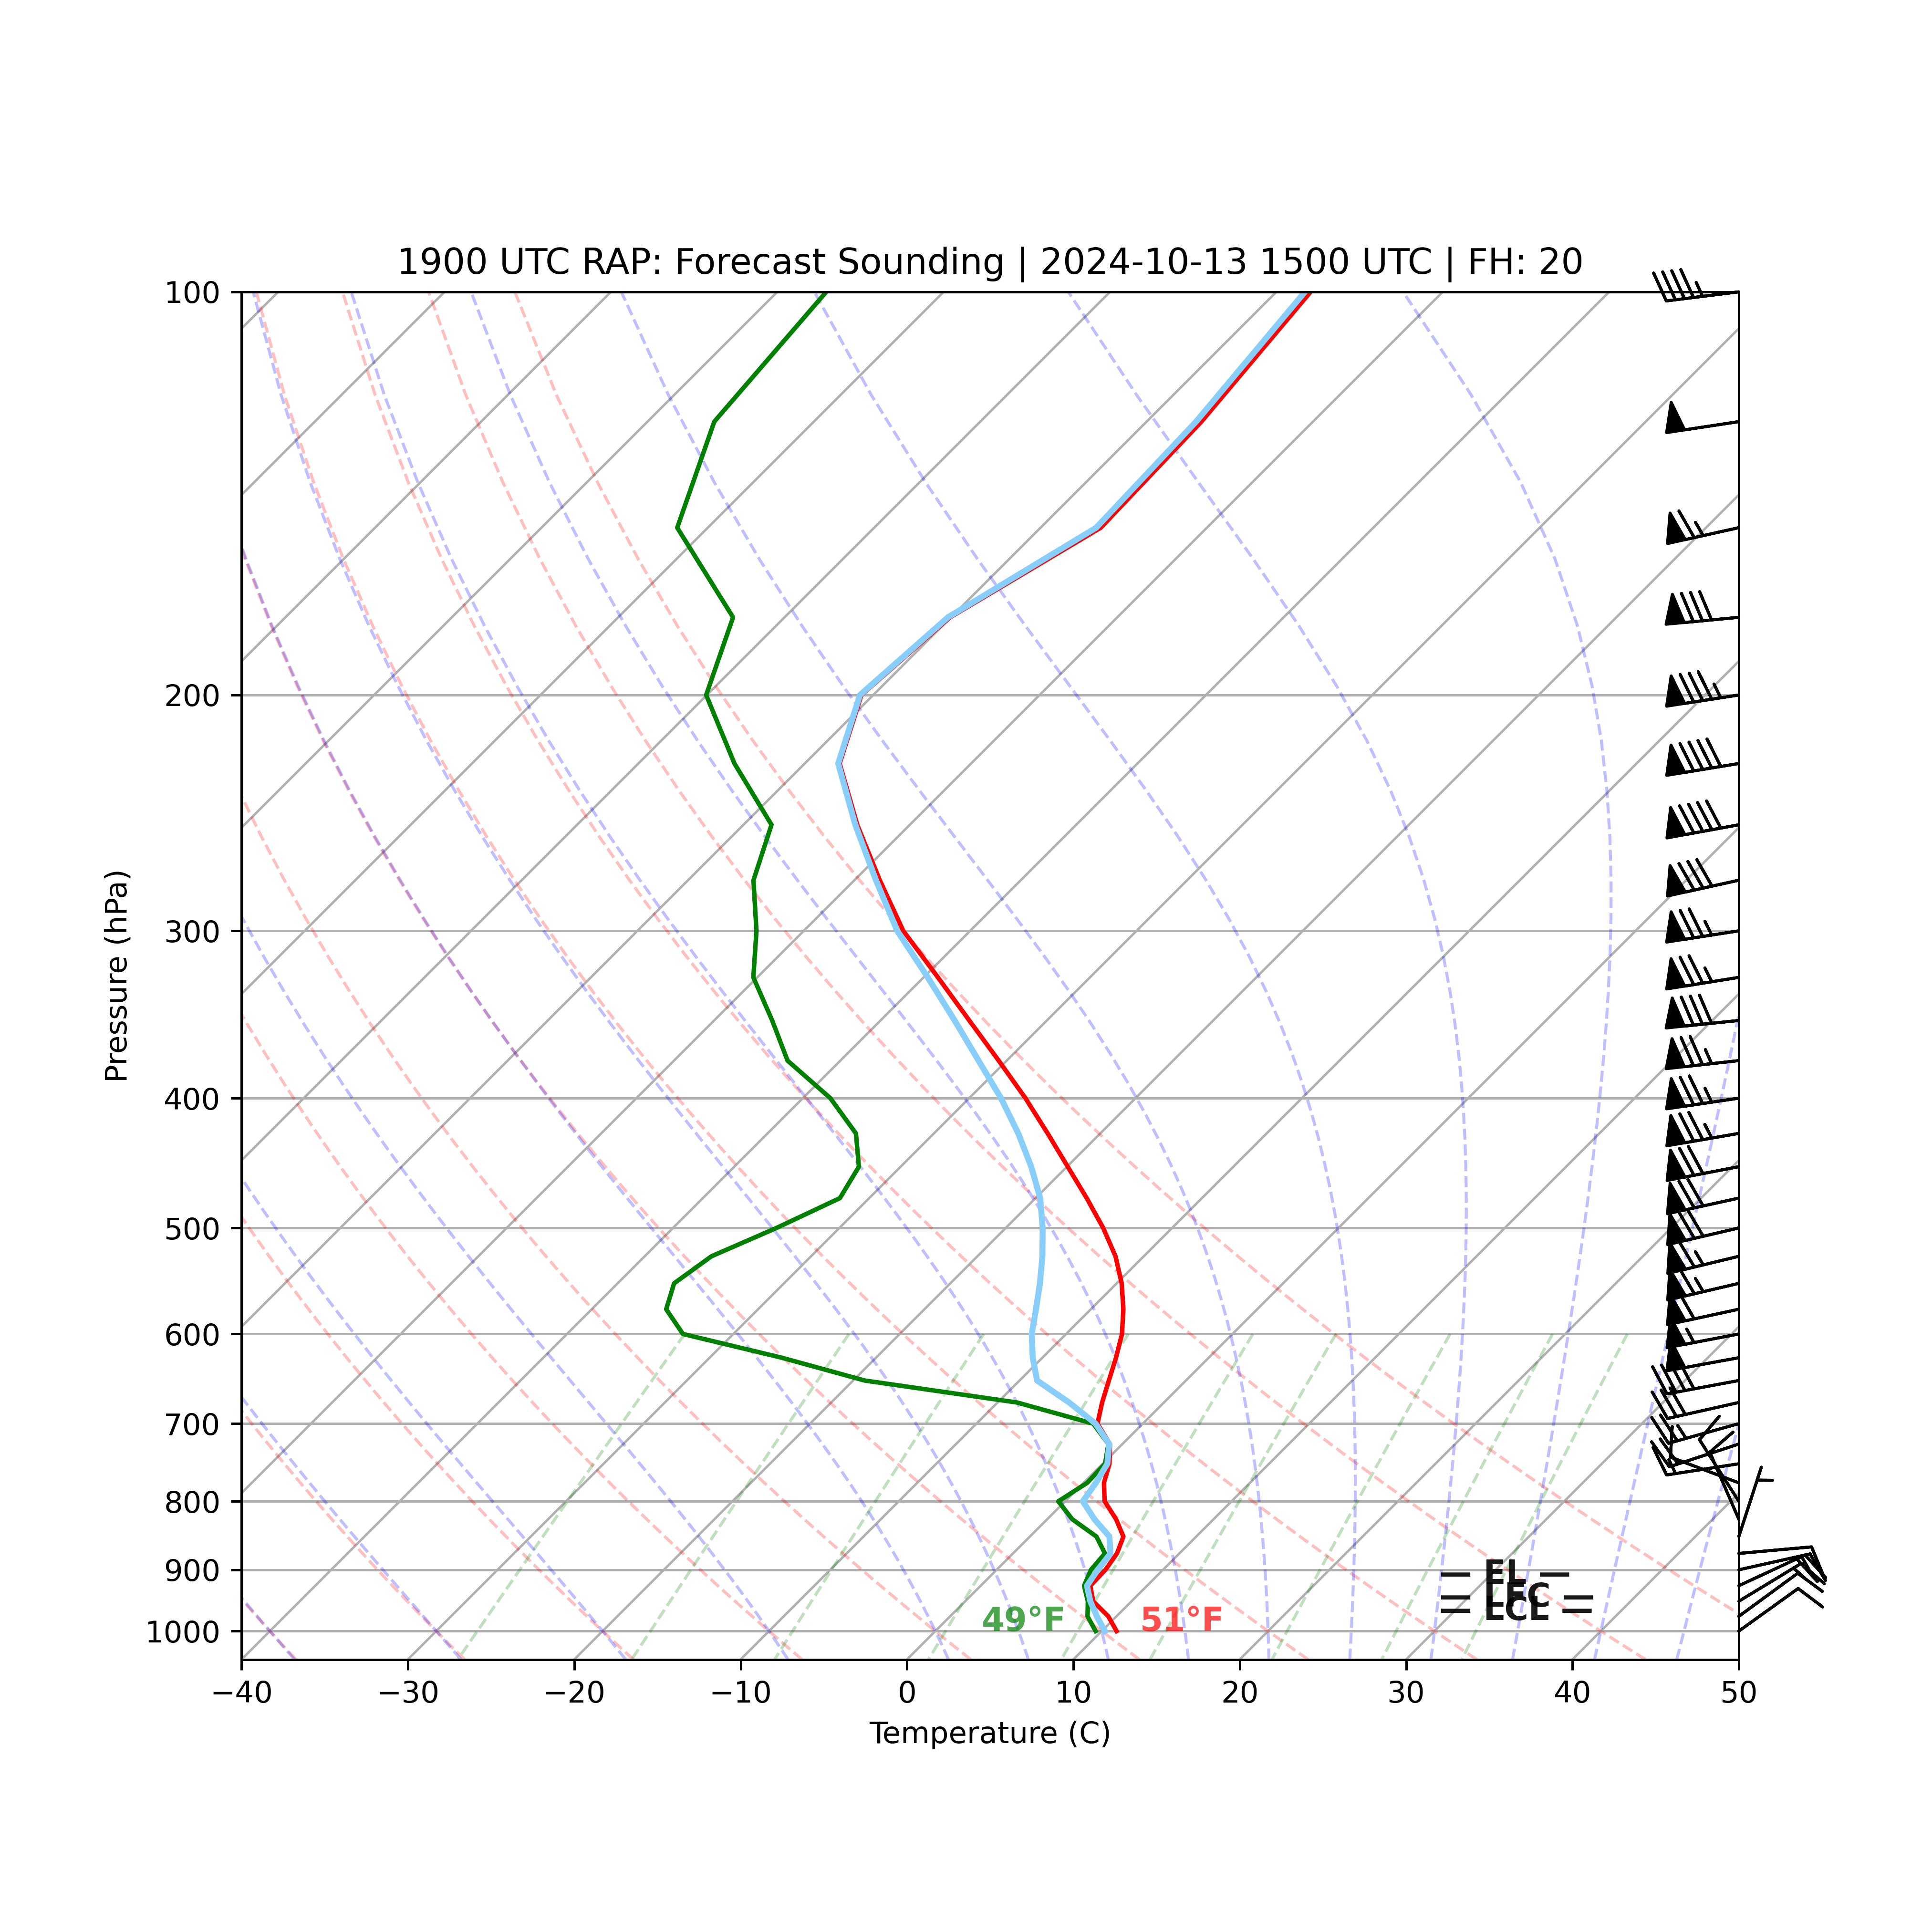 1900 UTC RAP: Forecast Sounding | 2024-10-13 1500 UTC | FH: 20
100
200
300
400
500
600
700
800
900
1000
Pressure (hPa)
— EL —
— LFC —
— LCL —
49°F
51°F
−40 −30 −20 −10 0 10 20 30 40 50
Temperature (C)